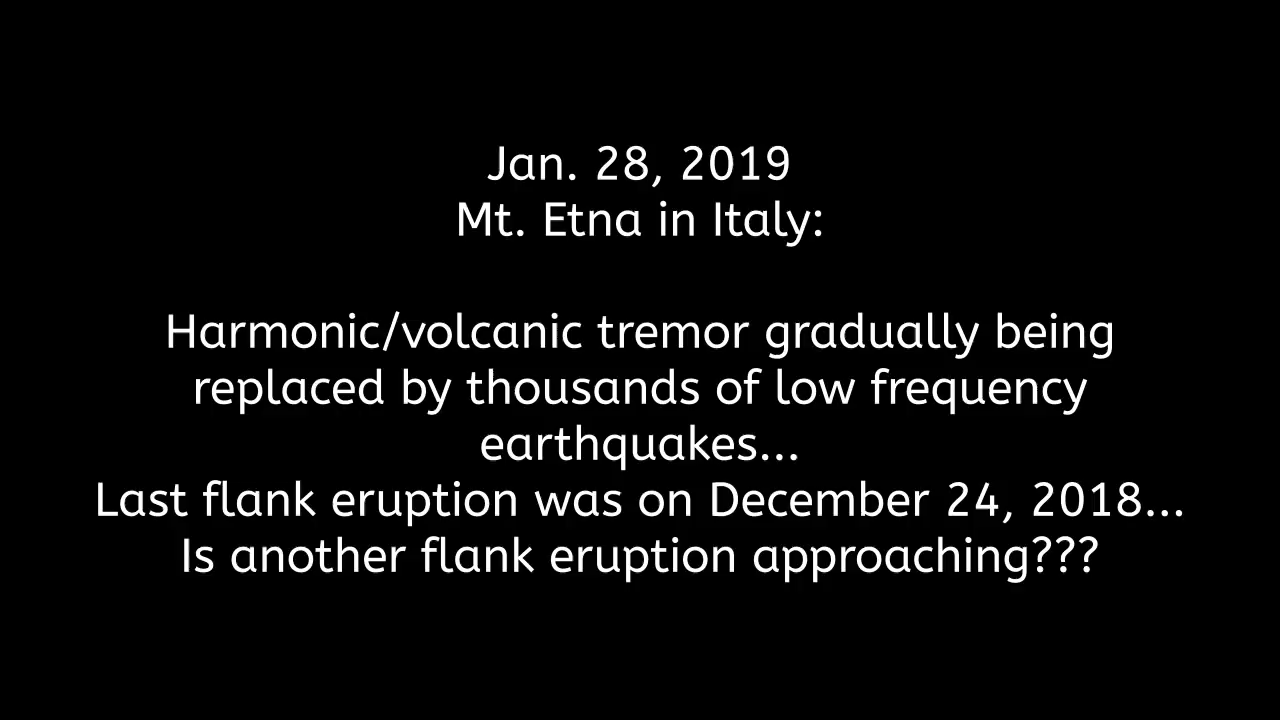 Jan. 28, 2019
Mt. Etna in Italy:
Harmonic/volcanic tremor gradually being
replaced by thousands of low frequency
earthquakes...
Last flank eruption was on December 24, 2018...
Is another flank eruption approaching???